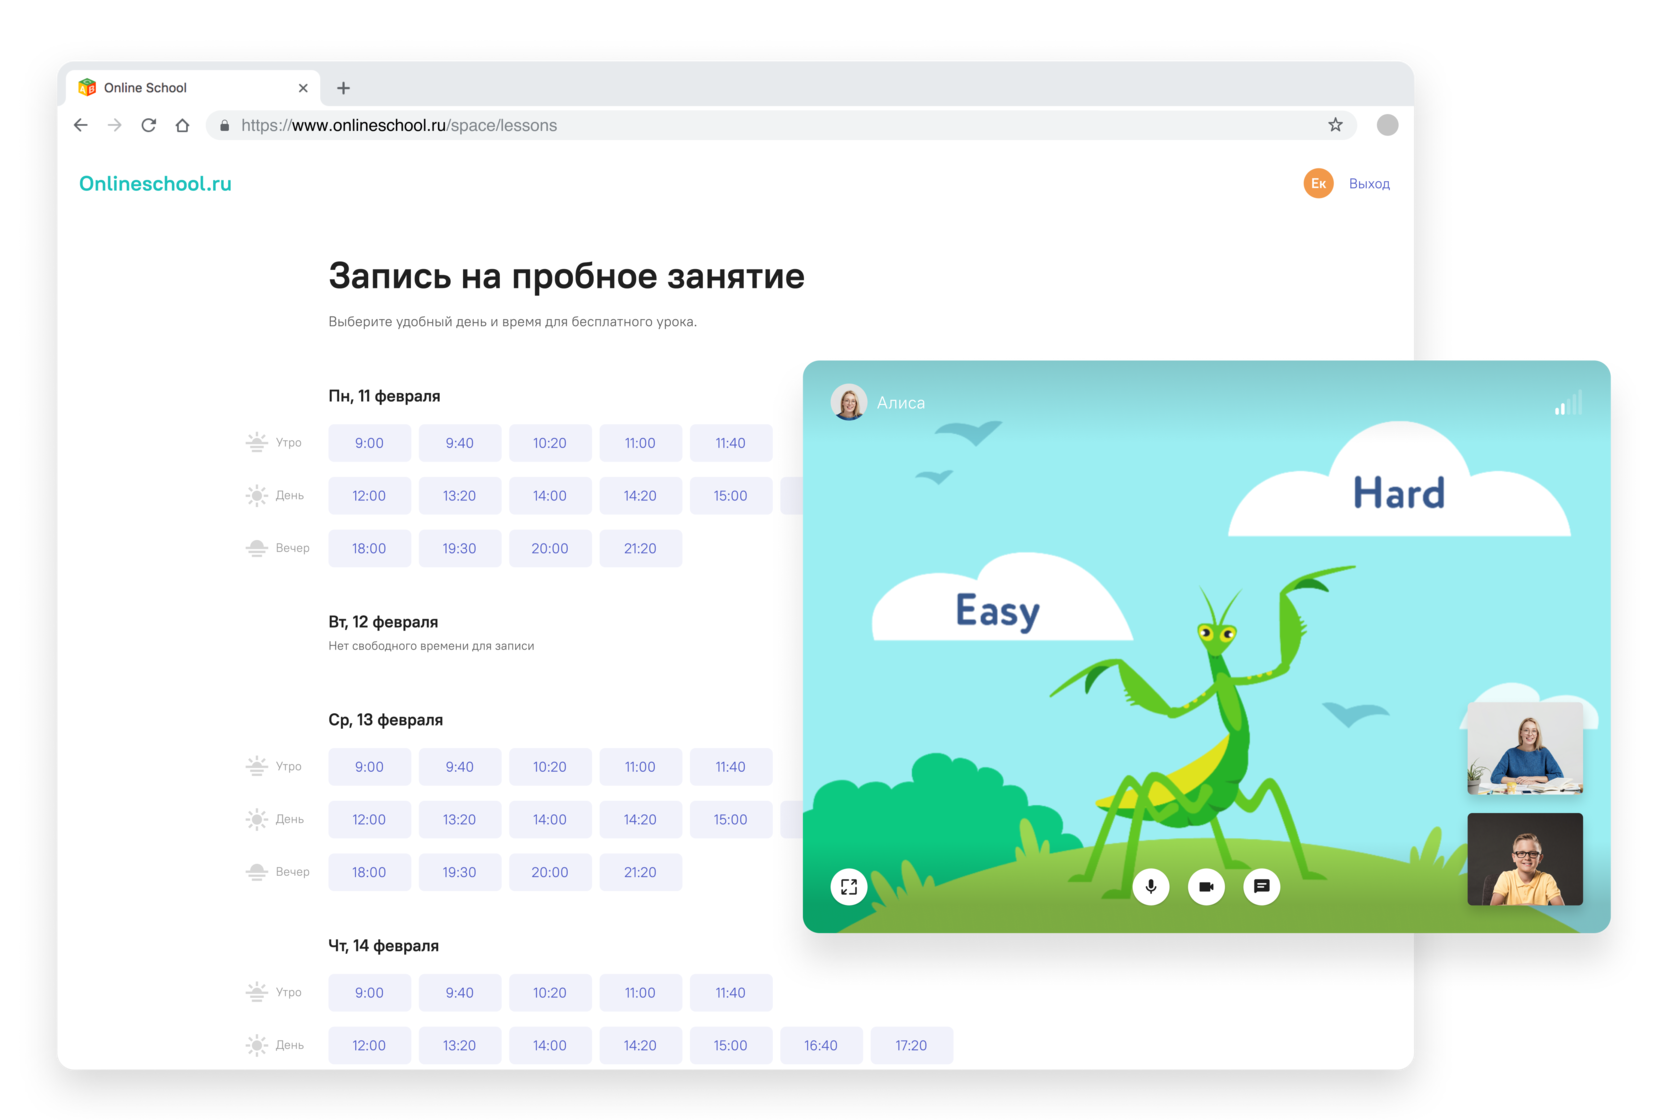 Online School
https://www.onlineschool.ru/space/lessons
Onlineschool.ru
Ек
Выход
Запись на пробное занятие
Выберите удобный день и время для бесплатного урока.
Пн, 11 февраля
Утро 9:00 9:40 10:20 11:00 11:40
День 12:00 13:20 14:00 14:20 15:00
Вечер 18:00 19:30 20:00 21:20
Вт, 12 февраля
Нет свободного времени для записи
Ср, 13 февраля
Утро 9:00 9:40 10:20 11:00 11:40
День 12:00 13:20 14:00 14:20 15:00
Вечер 18:00 19:30 20:00 21:20
Чт, 14 февраля
Утро 9:00 9:40 10:20 11:00 11:40
День 12:00 13:20 14:00 14:20 15:00 16:40 17:20
Алиса
Hard
Easy